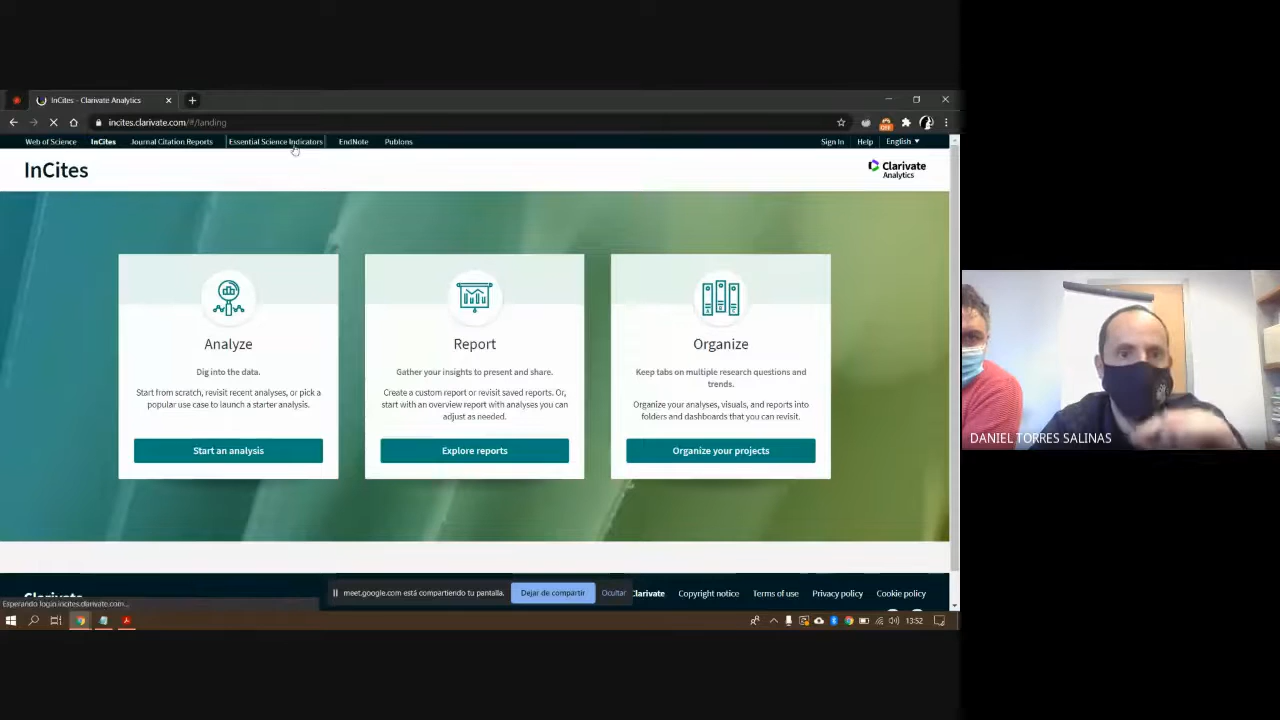 InCites - Clarivate Analytics
incites.clarivate.com/#/landing
OFF
Web of Science InCites Journal Citation Reports Essential Science Indicators EndNote Publons Sign In Help English
InCites
Clarivate
Analytics
Analyze
Dig into the data.
Start from scratch, revisit recent analyses, or pick a
popular use case to launch a starter analysis.
Start an analysis
Report
Gather your insights to present and share.
Create a custom report or revisit saved reports. Or,
start with an overview report with analyses you can
adjust as needed.
Explore reports
Organize
Keep tabs on multiple research questions and
trends.
Organize your analyses, visuals, and reports into
folders and dashboards that you can revisit.
Organize your projects
DANIEL TORRES SALINAS
meet.google.com está compartiendo tu pantalla. Dejar de compartir Ocultar
Clarivate Copyright notice Terms of use Privacy policy Cookie policy
Esperando login.incites.clarivate.com...
13:52